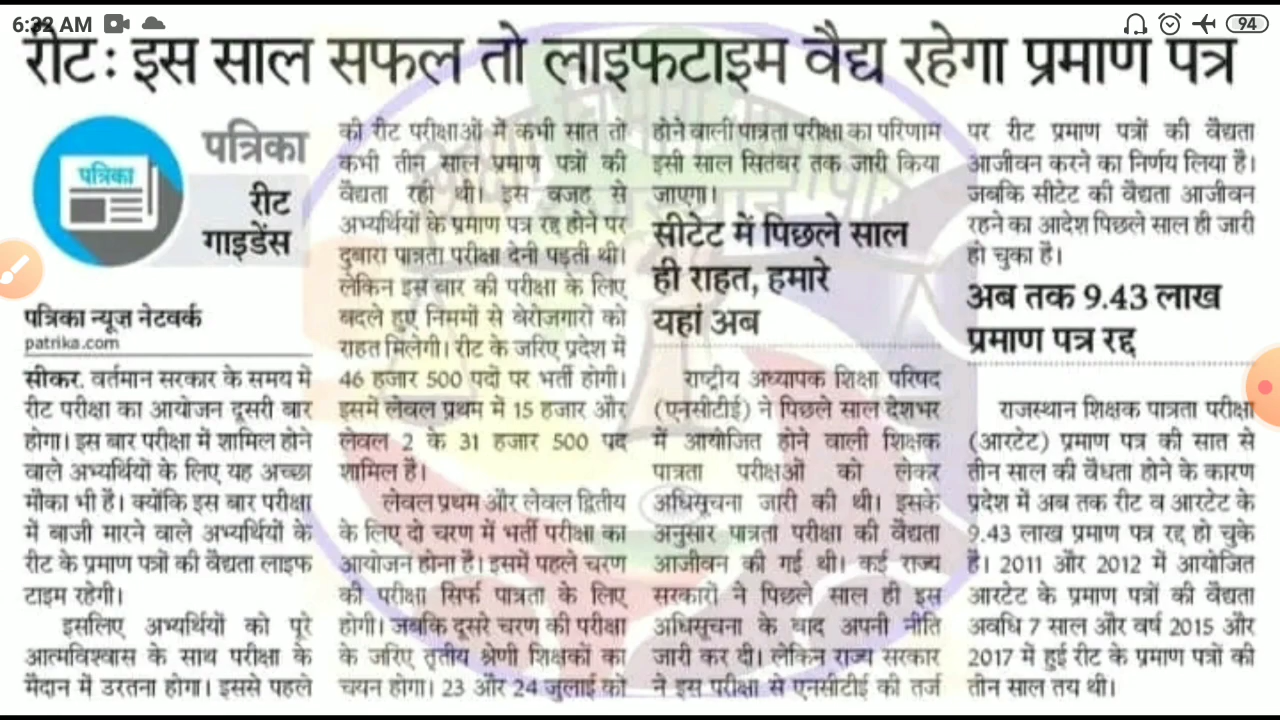 6:32 AM
94
रीट : इस साल सफल तो लाइफटाइम वैद्य रहेगा प्रमाण पत्र
पत्रिका
पत्रिका
रीट
गाइडेंस
पत्रिका न्यूज़ नेटवर्क
patrika.com
सीकर. वर्तमान सरकार के समय में
रीट परीक्षा का आयोजन दूसरी बार
होगा। इस बार परीक्षा में शामिल होने
वाले अभ्यर्थियों के लिए यह अच्छा
मौका भी है। क्योंकि इस बार परीक्षा
में बाजी मारने वाले अभ्यर्थियों के
रीट के प्रमाण पत्रों की वैद्यता लाइफ
टाइम रहेगी।
इसलिए अभ्यर्थियों को पूरे
आत्मविश्वास के साथ परीक्षा के
मैदान में उरतना होगा। इससे पहले
की रीट परीक्षाओं में कभी सात तो
कभी तीन साल प्रमाण पत्रों की
वैद्यता रही थी। इस वजह से
अभ्यर्थियों के प्रमाण पत्र रद्द होने पर
दुबारा पात्रता परीक्षा देनी पड़ती थी।
लेकिन इस बार की परीक्षा के लिए
बदले हुए निममों से बेरोजगारों को
राहत मिलेगी। रीट के जरिए प्रदेश में
46 हजार 500 पदों पर भर्ती होगी।
इसमें लेवल प्रथम में 15 हजार और
लेवल 2 के 31 हजार 500 पद
शामिल है।
लेवल प्रथम और लेवल द्वितीय
के लिए दो चरण में भर्ती परीक्षा का
आयोजन होना है। इसमें पहले चरण
की परीक्षा सिर्फ पात्रता के लिए
होगी। जबकि दूसरे चरण की परीक्षा
के जरिए तृतीय श्रेणी शिक्षकों का
चयन होगा। 23 और 24 जुलाई को
होने वाली पात्रता परीक्षा का परिणाम
इसी साल सितंबर तक जारी किया
जाएगा।
सीटेट में पिछले साल
ही राहत, हमारे
यहां अब
राष्ट्रीय अध्यापक शिक्षा परिषद
(एनसीटीई) ने पिछले साल देशभर
में आयोजित होने वाली शिक्षक
पात्रता परीक्षओं को लेकर
अधिसूचना जारी की थी। इसके
अनुसार पात्रता परीक्षा की वैद्यता
आजीवन की गई थी। कई राज्य
सरकारों ने पिछले साल ही इस
अधिसूचना के बाद अपनी नीति
जारी कर दी। लेकिन राज्य सरकार
ने इस परीक्षा से एनसीटीई की तर्ज
पर रीट प्रमाण पत्रों की वैद्यता
आजीवन करने का निर्णय लिया है।
जबकि सीटेट की वैद्यता आजीवन
रहने का आदेश पिछले साल ही जारी
हो चुका है।
अब तक 9.43 लाख
प्रमाण पत्र रद्द
राजस्थान शिक्षक पात्रता परीक्षा
(आरटेट) प्रमाण पत्र की सात से
तीन साल की वैधता होने के कारण
प्रदेश में अब तक रीट व आरटेट के
9.43 लाख प्रमाण पत्र रद्द हो चुके
है। 2011 और 2012 में आयोजित
आरटेट के प्रमाण पत्रों की वैद्यता
अवधि 7 साल और वर्ष 2015 और
2017 में हुई रीट के प्रमाण पत्रों की
तीन साल तय थी।